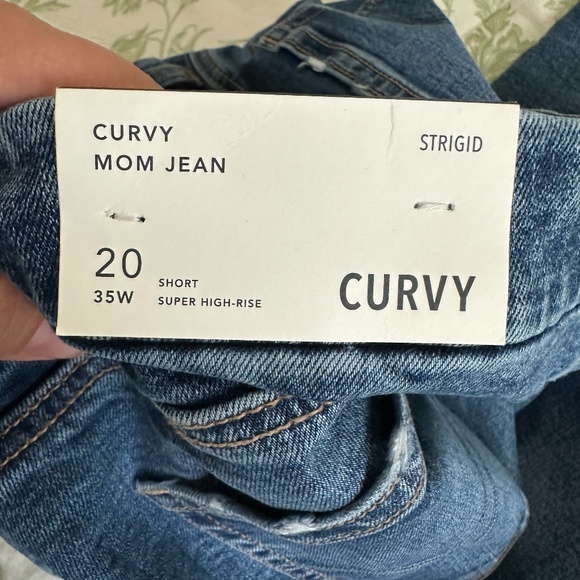 CURVY
MOM JEAN
STRIGID
20
35W
SHORT
SUPER HIGH-RISE
CURVY